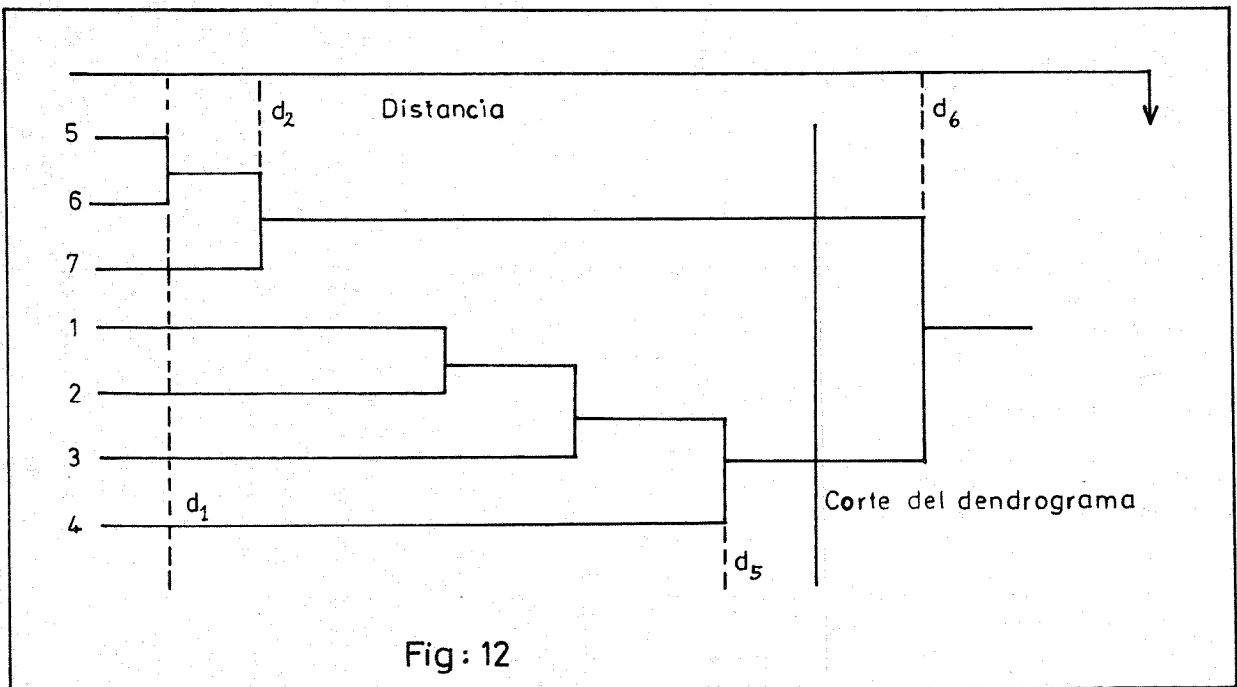 d₂ Distancia d₆
5
6
7
1
2
3
Corte del dendrograma
d₁
4
d₅
Fig: 12